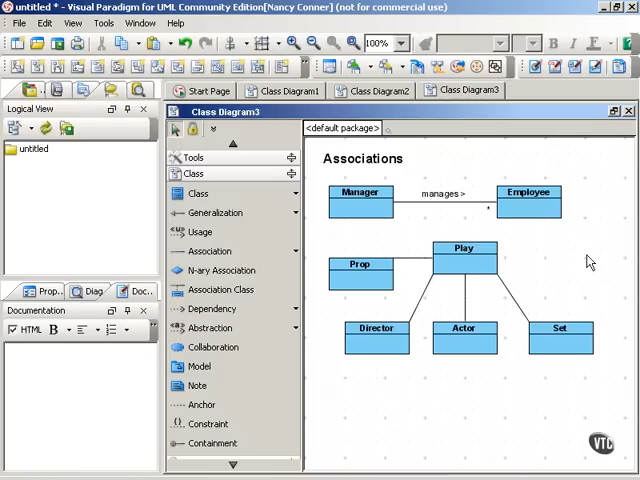 untitled * - Visual Paradigm for UML Community Edition[Nancy Conner] (not for commercial use)
File Edit View Tools Window Help
100%
Start Page Class Diagram1 Class Diagram2 Class Diagram3
Logical View
untitled
Prop... Diag Doc...
Documentation
HTML B
Class Diagram3
<default package>
Tools
Class
Class
Generalization
Usage
Association
N-ary Association
Association Class
Dependency
Abstraction
Collaboration
Model
Note
Anchor
Constraint
Containment
Associations
Manager manages > Employee
*
Play
Prop
Director Actor Set
VTC